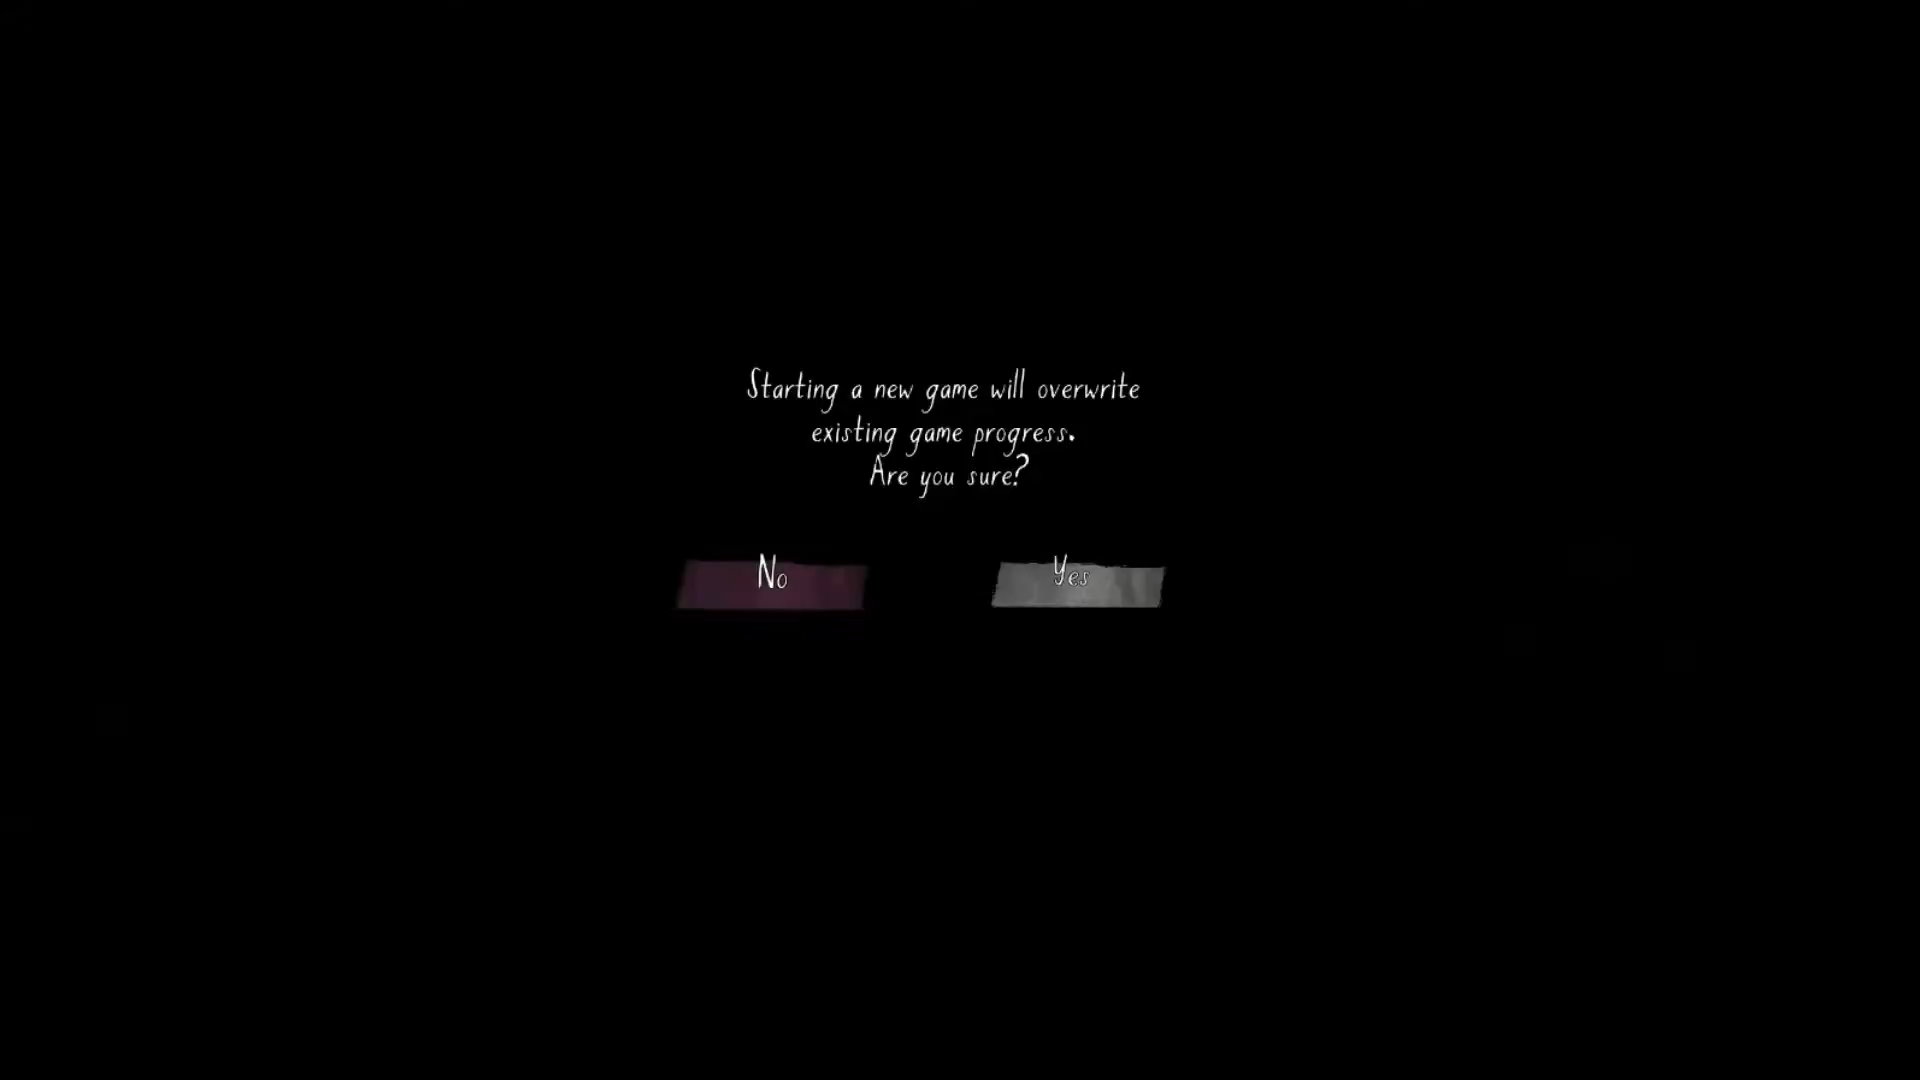 Starting a new game will overwrite
existing game progress.
Are you sure?
No
Yes